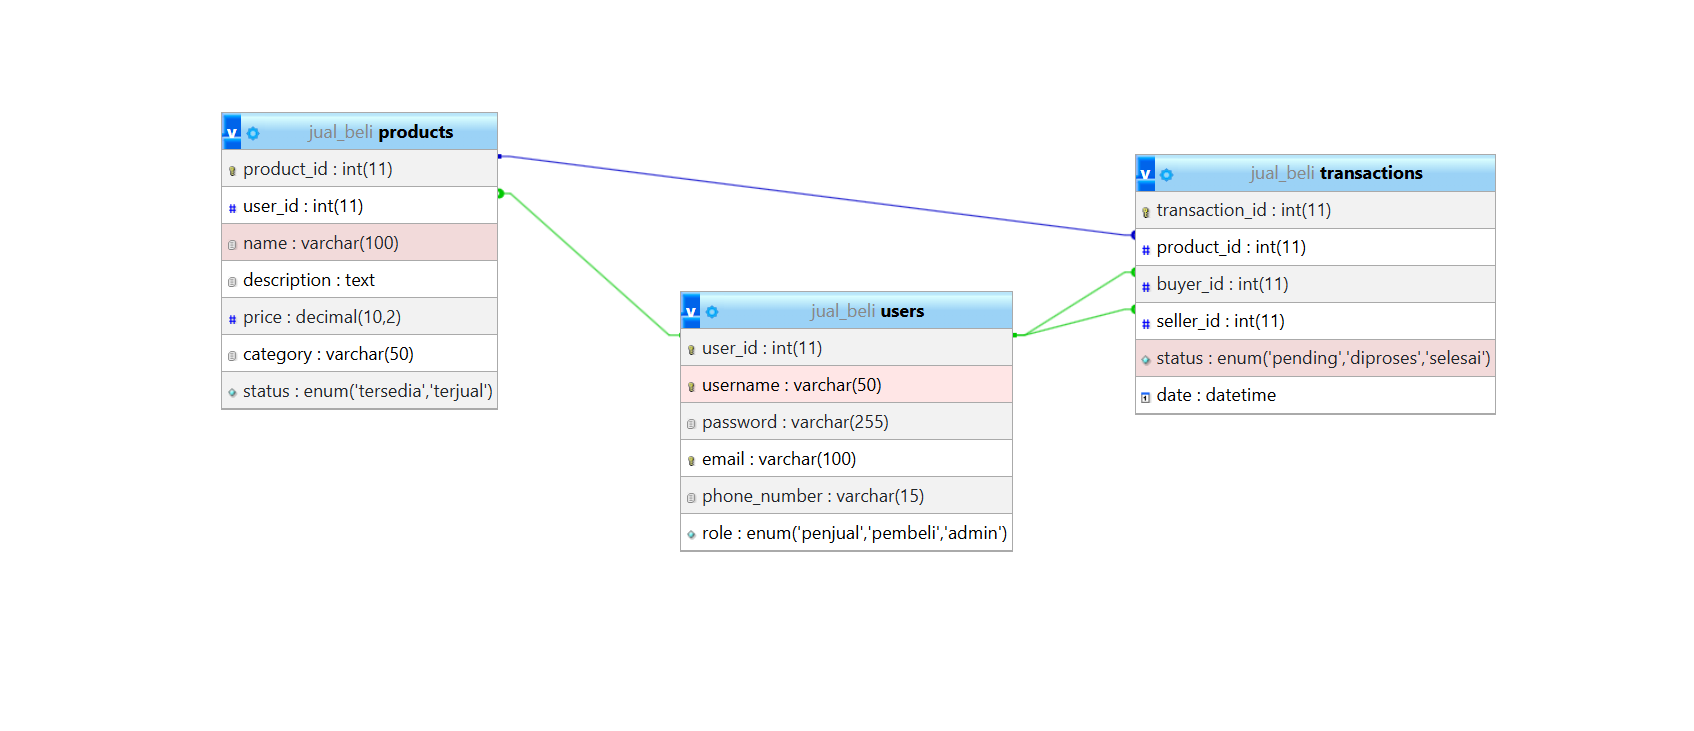 jual_beli products
product_id : int(11)
user_id : int(11)
name : varchar(100)
description : text
price : decimal(10,2)
category : varchar(50)
status : enum('tersedia','terjual')
jual_beli users
user_id : int(11)
username : varchar(50)
password : varchar(255)
email : varchar(100)
phone_number : varchar(15)
role : enum('penjual','pembeli','admin')
jual_beli transactions
transaction_id : int(11)
product_id : int(11)
buyer_id : int(11)
seller_id : int(11)
status : enum('pending','diproses','selesai')
date : datetime